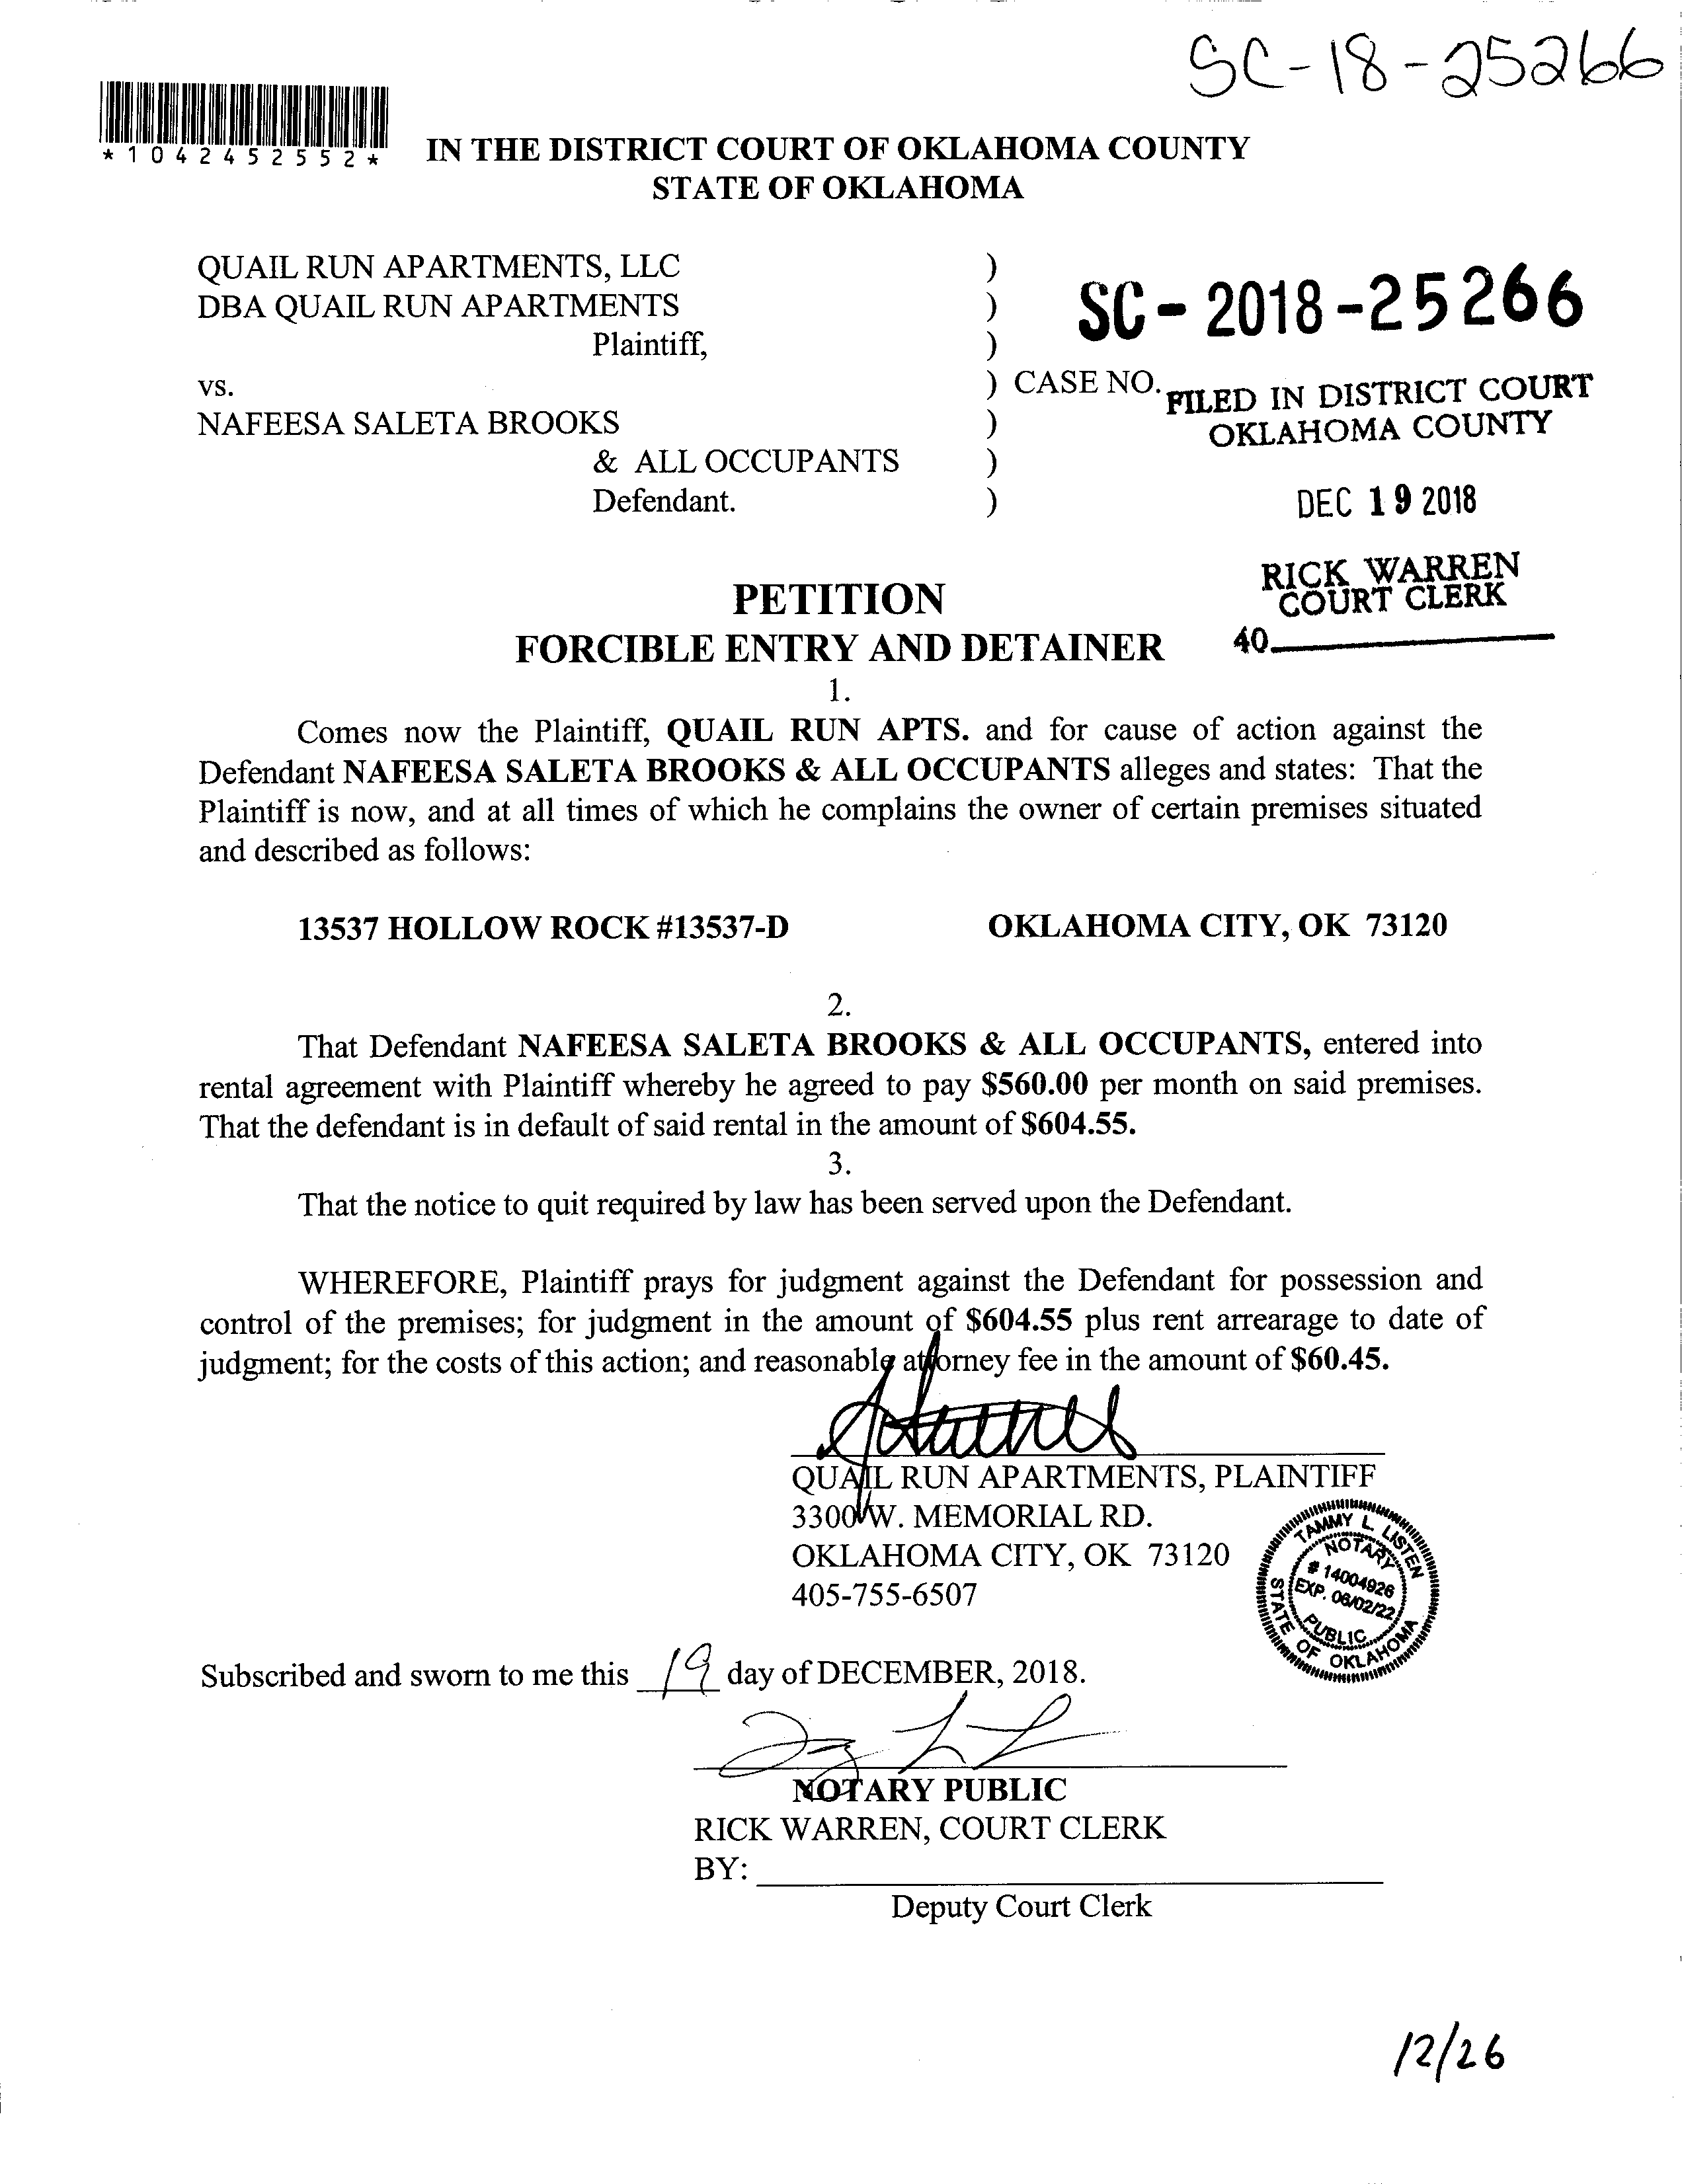 SC-18-25266
*1042452552*
IN THE DISTRICT COURT OF OKLAHOMA COUNTY
STATE OF OKLAHOMA
QUAIL RUN APARTMENTS, LLC )
DBA QUAIL RUN APARTMENTS ) SC-2018-25266
Plaintiff, )
vs. ) CASE NO. FILED IN DISTRICT COURT
NAFEESA SALETA BROOKS ) OKLAHOMA COUNTY
& ALL OCCUPANTS )
Defendant. ) DEC 19 2018
RICK WARREN
COURT CLERK
40
PETITION
FORCIBLE ENTRY AND DETAINER
1.
Comes now the Plaintiff, QUAIL RUN APTS. and for cause of action against the
Defendant NAFEESA SALETA BROOKS & ALL OCCUPANTS alleges and states: That the
Plaintiff is now, and at all times of which he complains the owner of certain premises situated
and described as follows:
13537 HOLLOW ROCK #13537-D OKLAHOMA CITY, OK 73120
2.
That Defendant NAFEESA SALETA BROOKS & ALL OCCUPANTS, entered into
rental agreement with Plaintiff whereby he agreed to pay $560.00 per month on said premises.
That the defendant is in default of said rental in the amount of $604.55.
3.
That the notice to quit required by law has been served upon the Defendant.
WHEREFORE, Plaintiff prays for judgment against the Defendant for possession and
control of the premises; for judgment in the amount of $604.55 plus rent arrearage to date of
judgment; for the costs of this action; and reasonable attorney fee in the amount of $60.45.
QUAIL RUN APARTMENTS, PLAINTIFF
3300 W. MEMORIAL RD.
OKLAHOMA CITY, OK 73120
405-755-6507
TAMMY L. LISTEN
NOTARY
# 14004926
EXP. 06/02/22
PUBLIC
STATE OF OKLAHOMA
Subscribed and sworn to me this 19 day of DECEMBER, 2018.
NOTARY PUBLIC
RICK WARREN, COURT CLERK
BY:
Deputy Court Clerk
12/26